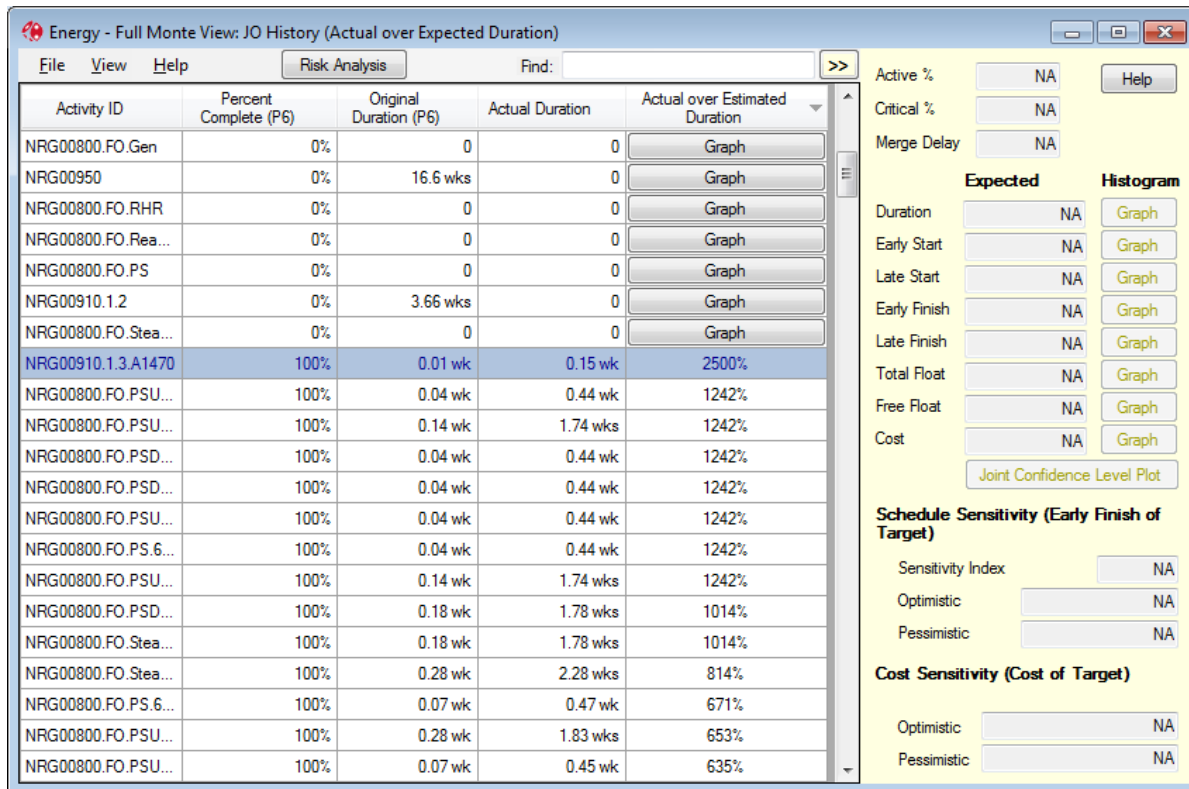 Energy - Full Monte View: JO History (Actual over Expected Duration)
File View Help Risk Analysis Find: >>
Activity ID Percent Complete (P6) Original Duration (P6) Actual Duration Actual over Estimated Duration
NRG00800.FO.Gen 0% 0 0 Graph
NRG00950 0% 16.6 wks 0 Graph
NRG00800.FO.RHR 0% 0 0 Graph
NRG00800.FO.Rea... 0% 0 0 Graph
NRG00800.FO.PS 0% 0 0 Graph
NRG00910.1.2 0% 3.66 wks 0 Graph
NRG00800.FO.Stea... 0% 0 0 Graph
NRG00910.1.3.A1470 100% 0.01 wk 0.15 wk 2500%
NRG00800.FO.PSU... 100% 0.04 wk 0.44 wk 1242%
NRG00800.FO.PSU... 100% 0.14 wk 1.74 wks 1242%
NRG00800.FO.PSD... 100% 0.04 wk 0.44 wk 1242%
NRG00800.FO.PSD... 100% 0.04 wk 0.44 wk 1242%
NRG00800.FO.PSU... 100% 0.04 wk 0.44 wk 1242%
NRG00800.FO.PS.6... 100% 0.04 wk 0.44 wk 1242%
NRG00800.FO.PSU... 100% 0.14 wk 1.74 wks 1242%
NRG00800.FO.PSD... 100% 0.18 wk 1.78 wks 1014%
NRG00800.FO.Stea... 100% 0.18 wk 1.78 wks 1014%
NRG00800.FO.Stea... 100% 0.28 wk 2.28 wks 814%
NRG00800.FO.PS.6... 100% 0.07 wk 0.47 wk 671%
NRG00800.FO.PSU... 100% 0.28 wk 1.83 wks 653%
NRG00800.FO.PSU... 100% 0.07 wk 0.45 wk 635%
Active % NA Help
Critical % NA
Merge Delay NA
Expected Histogram
Duration NA Graph
Early Start NA Graph
Late Start NA Graph
Early Finish NA Graph
Late Finish NA Graph
Total Float NA Graph
Free Float NA Graph
Cost NA Graph
Joint Confidence Level Plot
Schedule Sensitivity (Early Finish of
Target)
Sensitivity Index NA
Optimistic NA
Pessimistic NA
Cost Sensitivity (Cost of Target)
Optimistic NA
Pessimistic NA